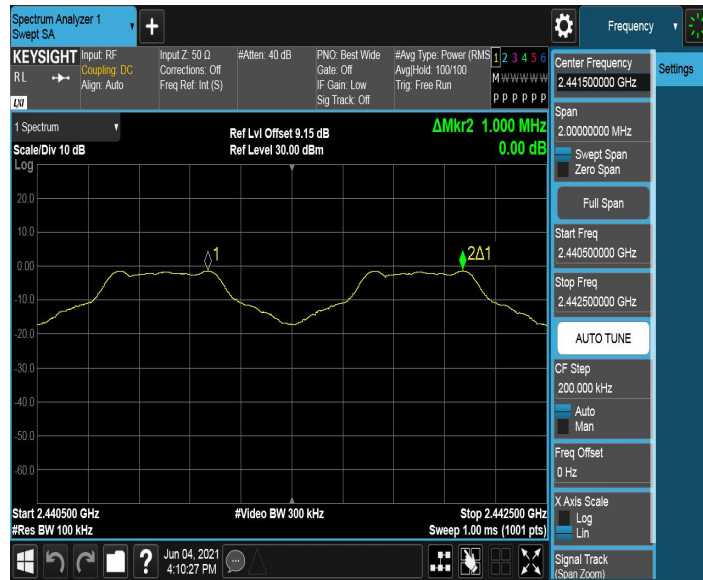 Spectrum Analyzer 1
Swept SA
+
Frequency
KEYSIGHT
RL
LXI
Input: RF
Coupling: DC
Align: Auto
Input Z: 50 Ω
Corrections: Off
Freq Ref: Int (S)
#Atten: 40 dB
PNO: Best Wide
Gate: Off
IF Gain: Low
Sig Track: Off
#Avg Type: Power (RMS
Avg|Hold: 100/100
Trig: Free Run
1 2 3 4 5 6
M W W W W W
P P P P P P
1 Spectrum
Scale/Div 10 dB
Log
Ref Lvl Offset 9.15 dB
Ref Level 30.00 dBm
ΔMkr2 1.000 MHz
0.00 dB
20.0
10.0
0.00
-10.0
-20.0
-30.0
-40.0
-50.0
-60.0
1
2Δ1
Start 2.440500 GHz
#Res BW 100 kHz
#Video BW 300 kHz
Stop 2.442500 GHz
Sweep 1.00 ms (1001 pts)
?
Jun 04, 2021
4:10:27 PM
Center Frequency
2.441500000 GHz
Settings
Span
2.00000000 MHz
Swept Span
Zero Span
Full Span
Start Freq
2.440500000 GHz
Stop Freq
2.442500000 GHz
AUTO TUNE
CF Step
200.000 kHz
Auto
Man
Freq Offset
0 Hz
X Axis Scale
Log
Lin
Signal Track
(Span Zoom)